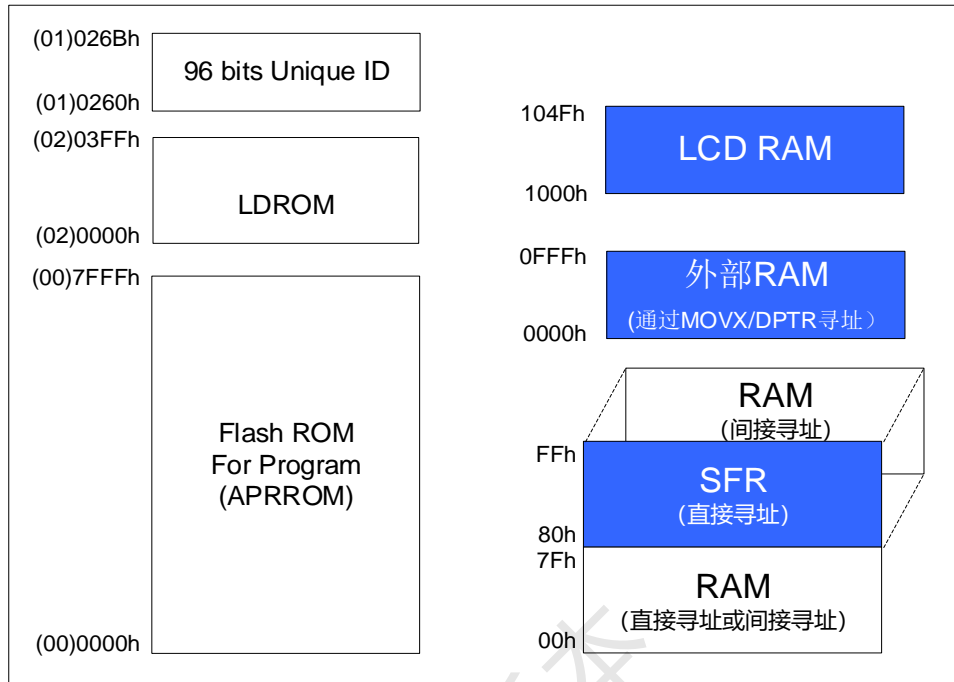 (01)026Bh
96 bits Unique ID
(01)0260h
(02)03FFh
LDROM
(02)0000h
(00)7FFFh
Flash ROM
For Program
(APRROM)
(00)0000h
104Fh
LCD RAM
1000h
0FFFh
外部RAM
(通过MOVX/DPTR寻址）
0000h
RAM
(间接寻址)
FFh
SFR
(直接寻址)
80h
7Fh
RAM
(直接寻址或间接寻址)
00h
本